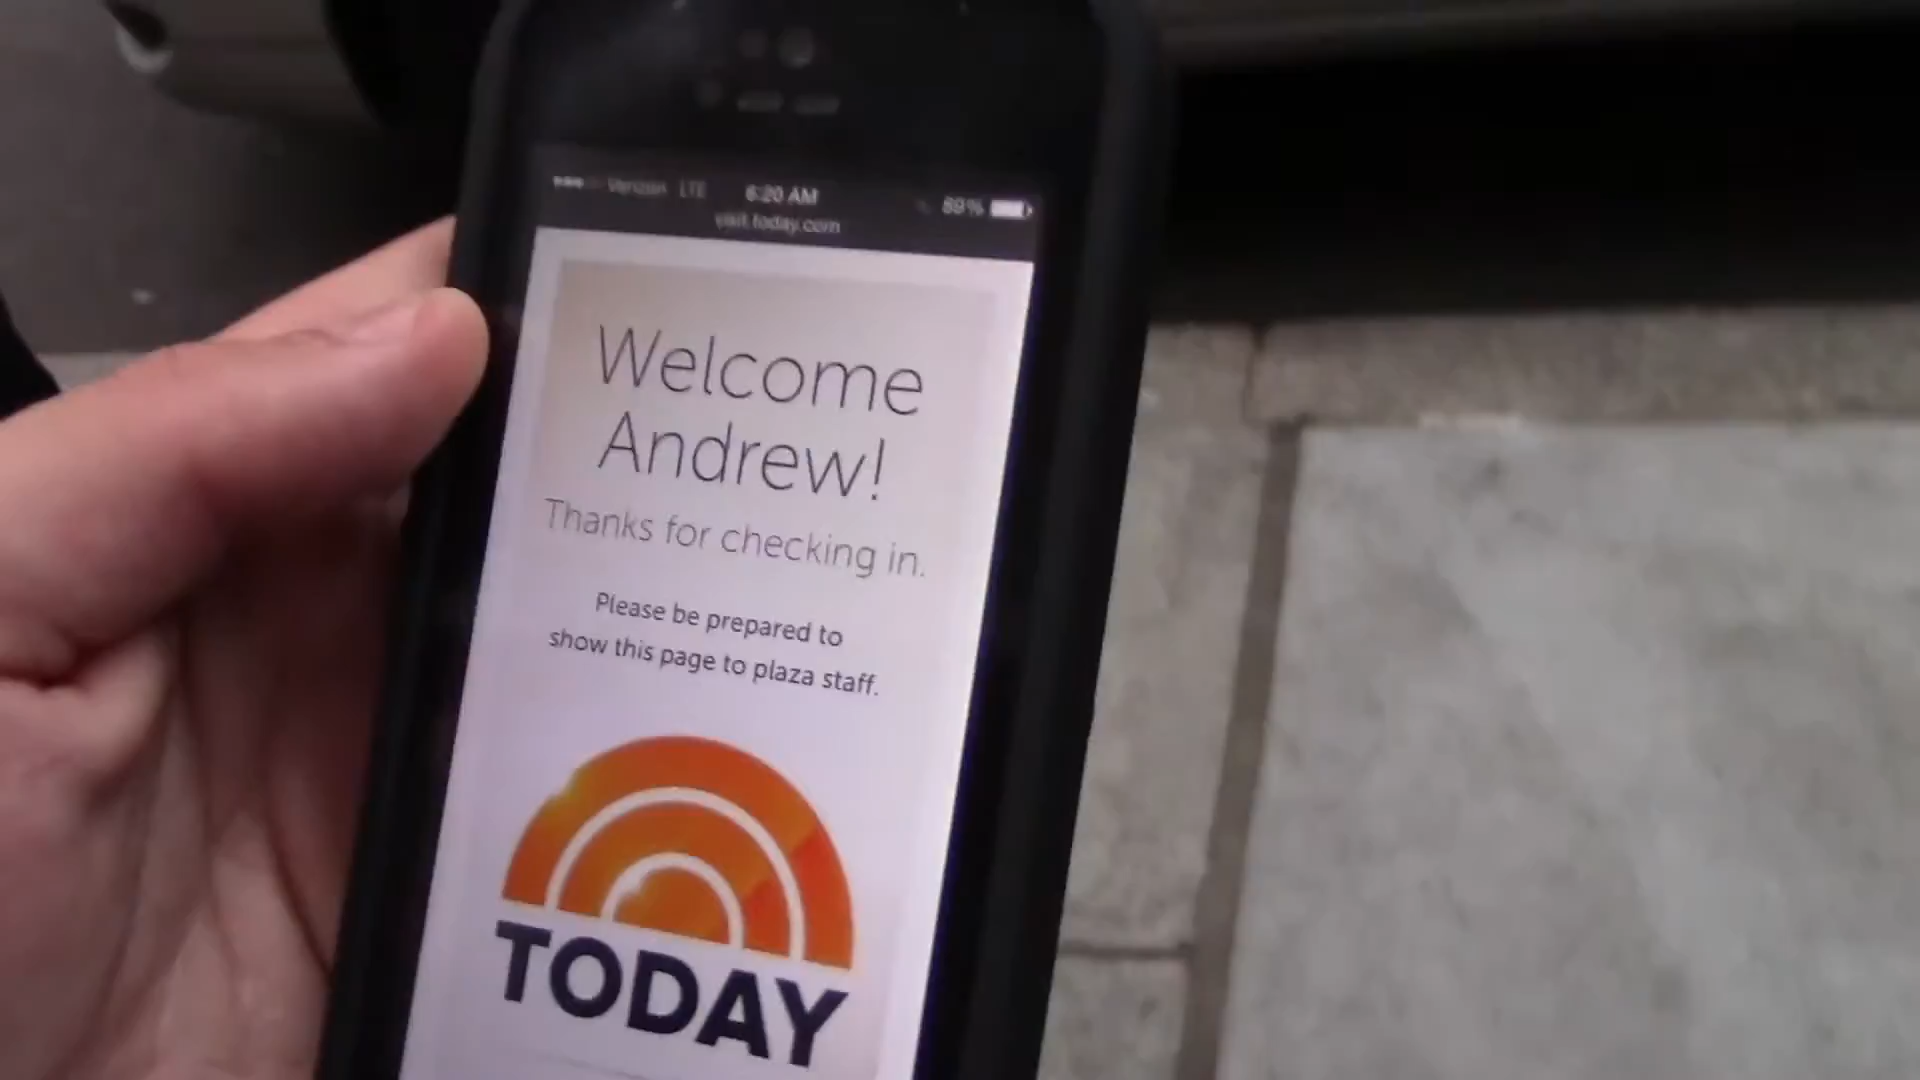 Verizon LTE 6:20 AM 89%
visit.today.com
Welcome
Andrew!
Thanks for checking in.
Please be prepared to
show this page to plaza staff.
TODAY